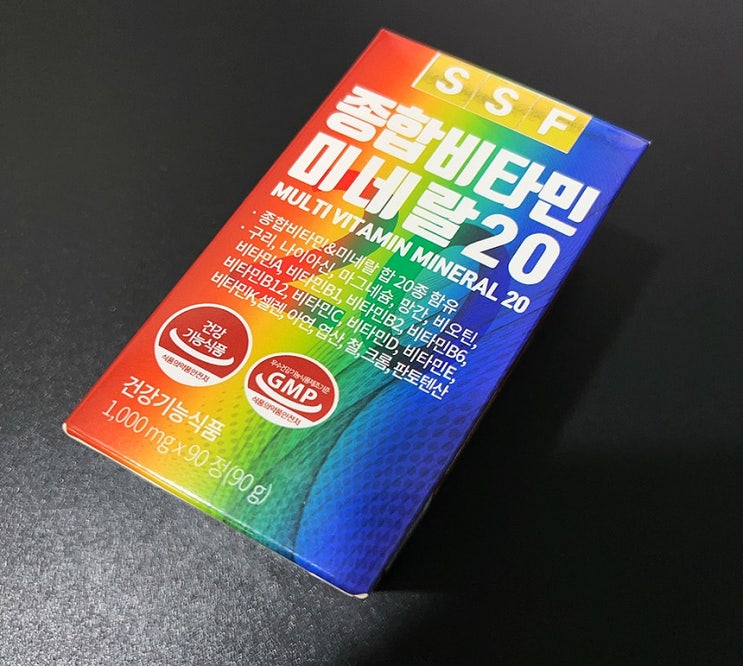 SSF
종합비타민
미네랄20
MULTI VITAMIN MINERAL 20
· 종합비타민&미네랄 합 20종 함유
· 구리, 나이아신, 마그네슘, 망간, 비오틴,
비타민A, 비타민B1, 비타민B2, 비타민B6,
비타민B12, 비타민C, 비타민D, 비타민E,
비타민K, 셀렌, 아연, 엽산, 철, 크롬, 판토텐산
건강
기능식품
식품의약품안전처
우수건강기능식품제조기준
GMP
식품의약품안전처
건강기능식품
1,000 mg x 90 정(90 g)